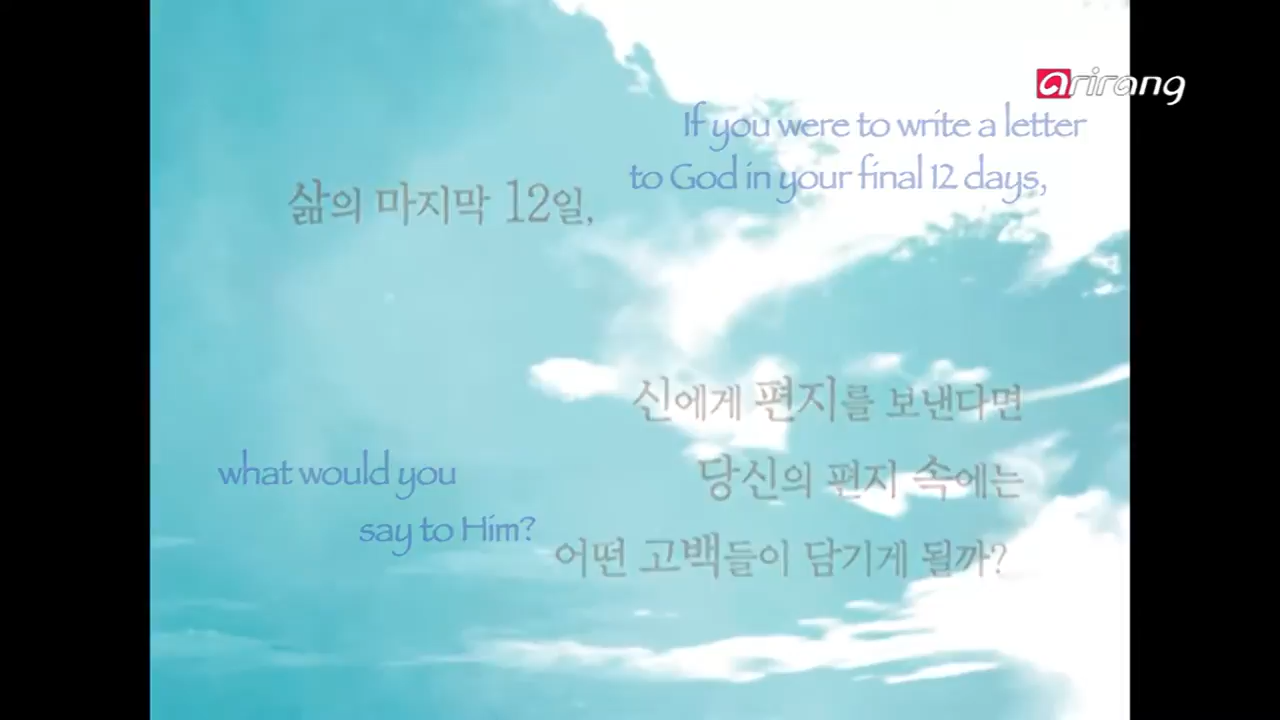 arirang
If you were to write a letter
to God in your final 12 days,
삶의 마지막 12일,
신에게 편지를 보낸다면
당신의 편지 속에는
어떤 고백들이 담기게 될까?
what would you
say to Him?